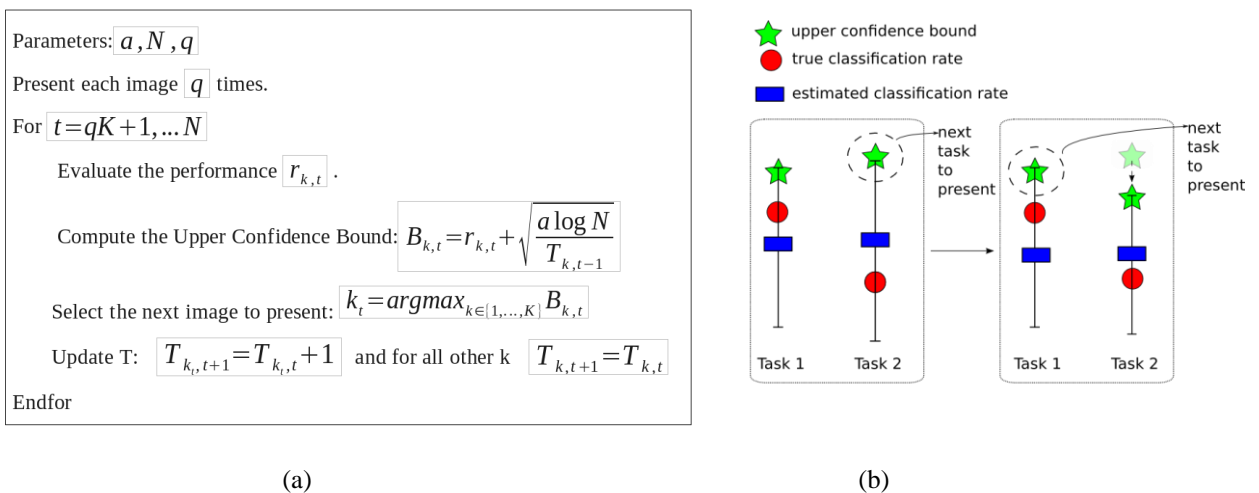 Parameters: a, N, q
Present each image q times.
For t=qK+1,... N
Evaluate the performance r_{k,t} .
Compute the Upper Confidence Bound: B_{k,t}=r_{k,t}+√(a log N / T_{k,t−1})
Select the next image to present: k_t=argmax_{k∈{1,...,K}} B_{k,t}
Update T: T_{k_t,t+1}=T_{k_t,t}+1 and for all other k T_{k,t+1}=T_{k,t}
Endfor
(a)
upper confidence bound
true classification rate
estimated classification rate
next
task
to
present
Task 1 Task 2
next
task
to
present
Task 1 Task 2
(b)